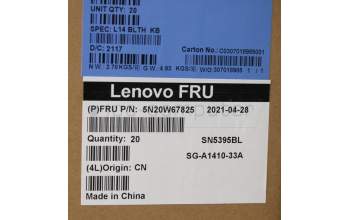 UNIT QTY: 20
SPEC: L14 BLTH KB
D/C: 2117
Carton No.:
Lenovo FRU
(P)FRU P/N: 5N20W67825 2021-04-28
Quantity: 20
SN5395BL
SG-A1410-33A
(4L)Origin: CN
Made in China